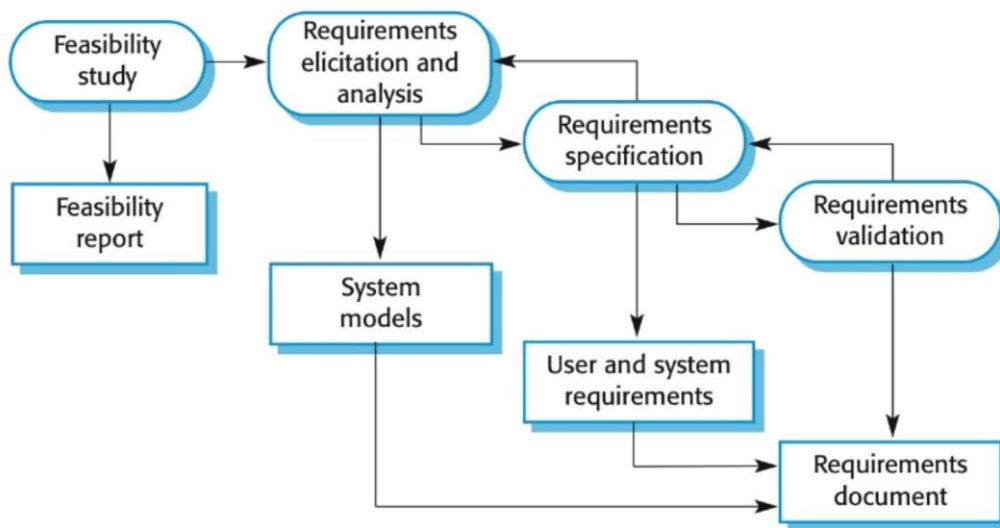 Feasibility
study
Requirements
elicitation and
analysis
Requirements
specification
Requirements
validation
Feasibility
report
System
models
User and system
requirements
Requirements
document